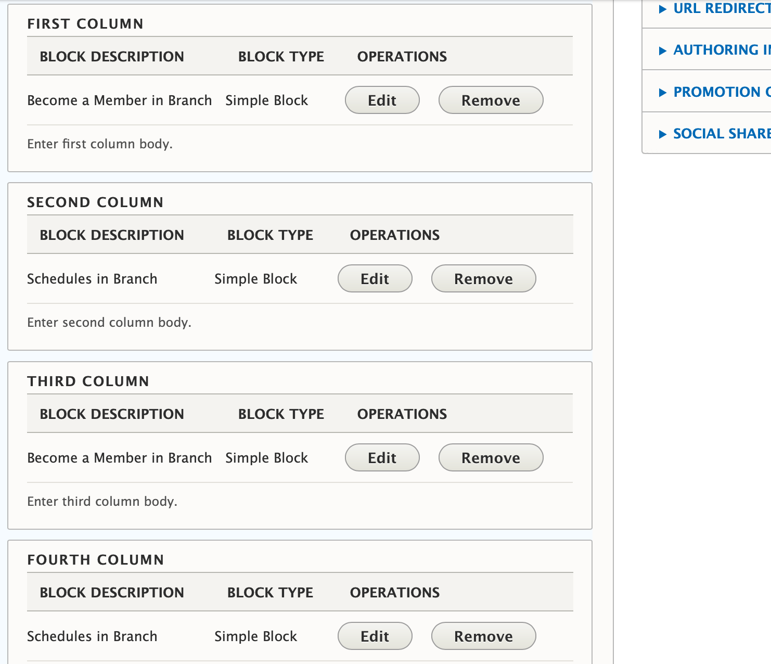 FIRST COLUMN
BLOCK DESCRIPTION BLOCK TYPE OPERATIONS
Become a Member in Branch Simple Block Edit Remove
Enter first column body.
SECOND COLUMN
BLOCK DESCRIPTION BLOCK TYPE OPERATIONS
Schedules in Branch Simple Block Edit Remove
Enter second column body.
THIRD COLUMN
BLOCK DESCRIPTION BLOCK TYPE OPERATIONS
Become a Member in Branch Simple Block Edit Remove
Enter third column body.
FOURTH COLUMN
BLOCK DESCRIPTION BLOCK TYPE OPERATIONS
Schedules in Branch Simple Block Edit Remove
URL REDIRECT
AUTHORING
PROMOTION
SOCIAL SHARE